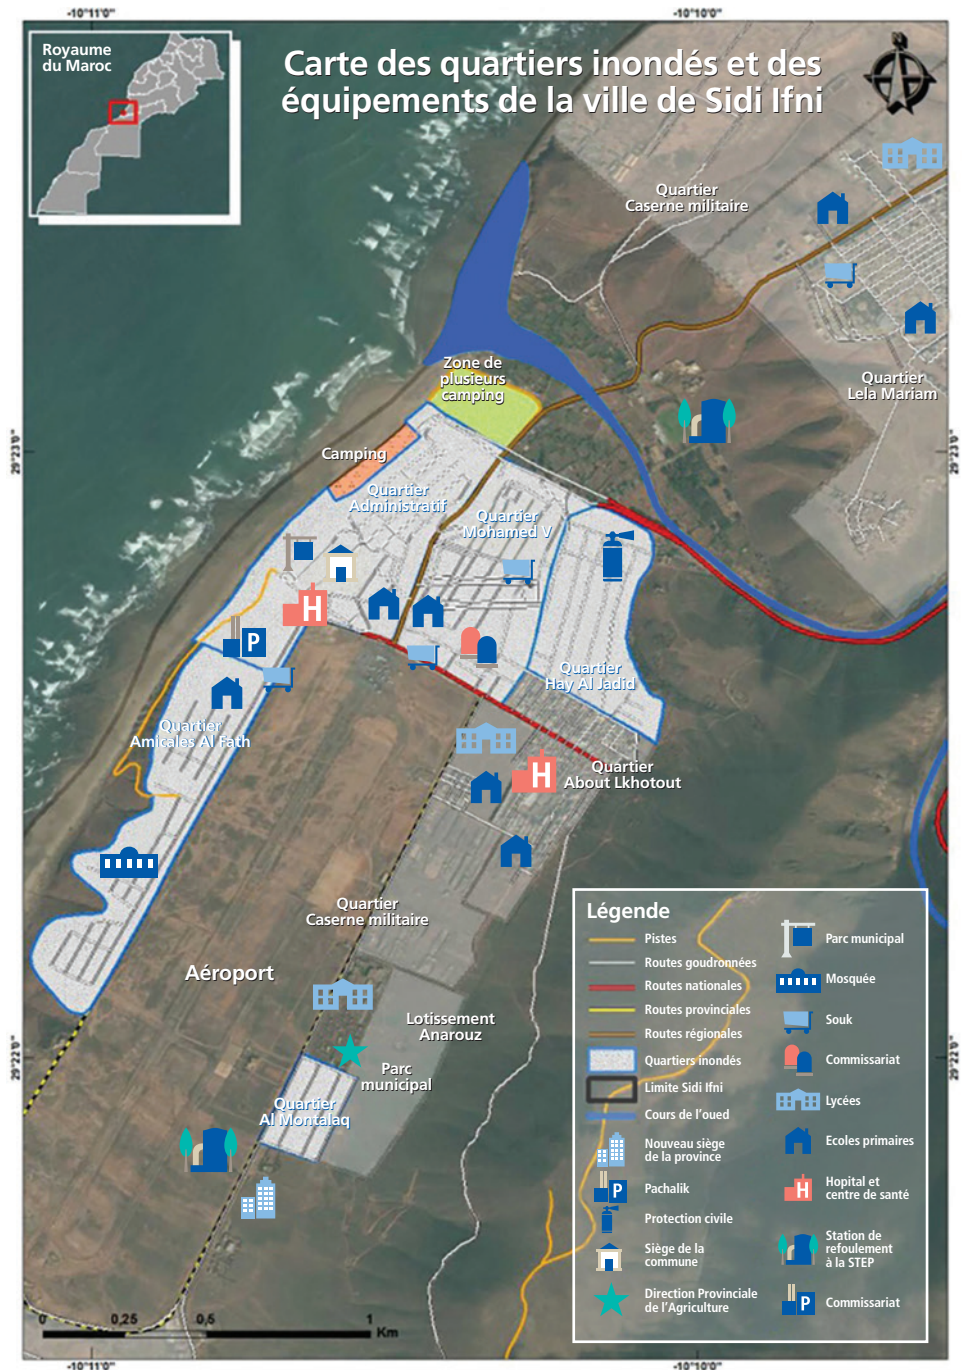 -10°11'0"
-10°10'0"
Royaume
du Maroc
Carte des quartiers inondés et des
équipements de la ville de Sidi Ifni
N
Quartier
Caserne militaire
Zone de
plusieurs
camping
Quartier
Lela Mariam
29°23'0"
29°23'0"
Camping
Quartier
Administratif
Quartier
Mohamed V
H
P
Quartier
Hay Al Jadid
Quartier
Amicales Al Fath
H
Quartier
About Lkhotout
Quartier
Caserne militaire
Aéroport
Lotissement
Anarouz
29°22'0"
29°22'0"
Parc
municipal
Quartier
Al Montalaq
Légende
Pistes
Routes goudronnées
Routes nationales
Routes provinciales
Routes régionales
Quartiers inondés
Limite Sidi Ifni
Cours de l'oued
Nouveau siège
de la province
P
Pachalik
Protection civile
Siège de la
commune
Direction Provinciale
de l'Agriculture
Parc municipal
Mosquée
Souk
Commissariat
Lycées
Ecoles primaires
H
Hopital et
centre de santé
Station de
refoulement
à la STEP
P
Commissariat
0 0,25 0,5 1
Km
-10°11'0"
-10°10'0"